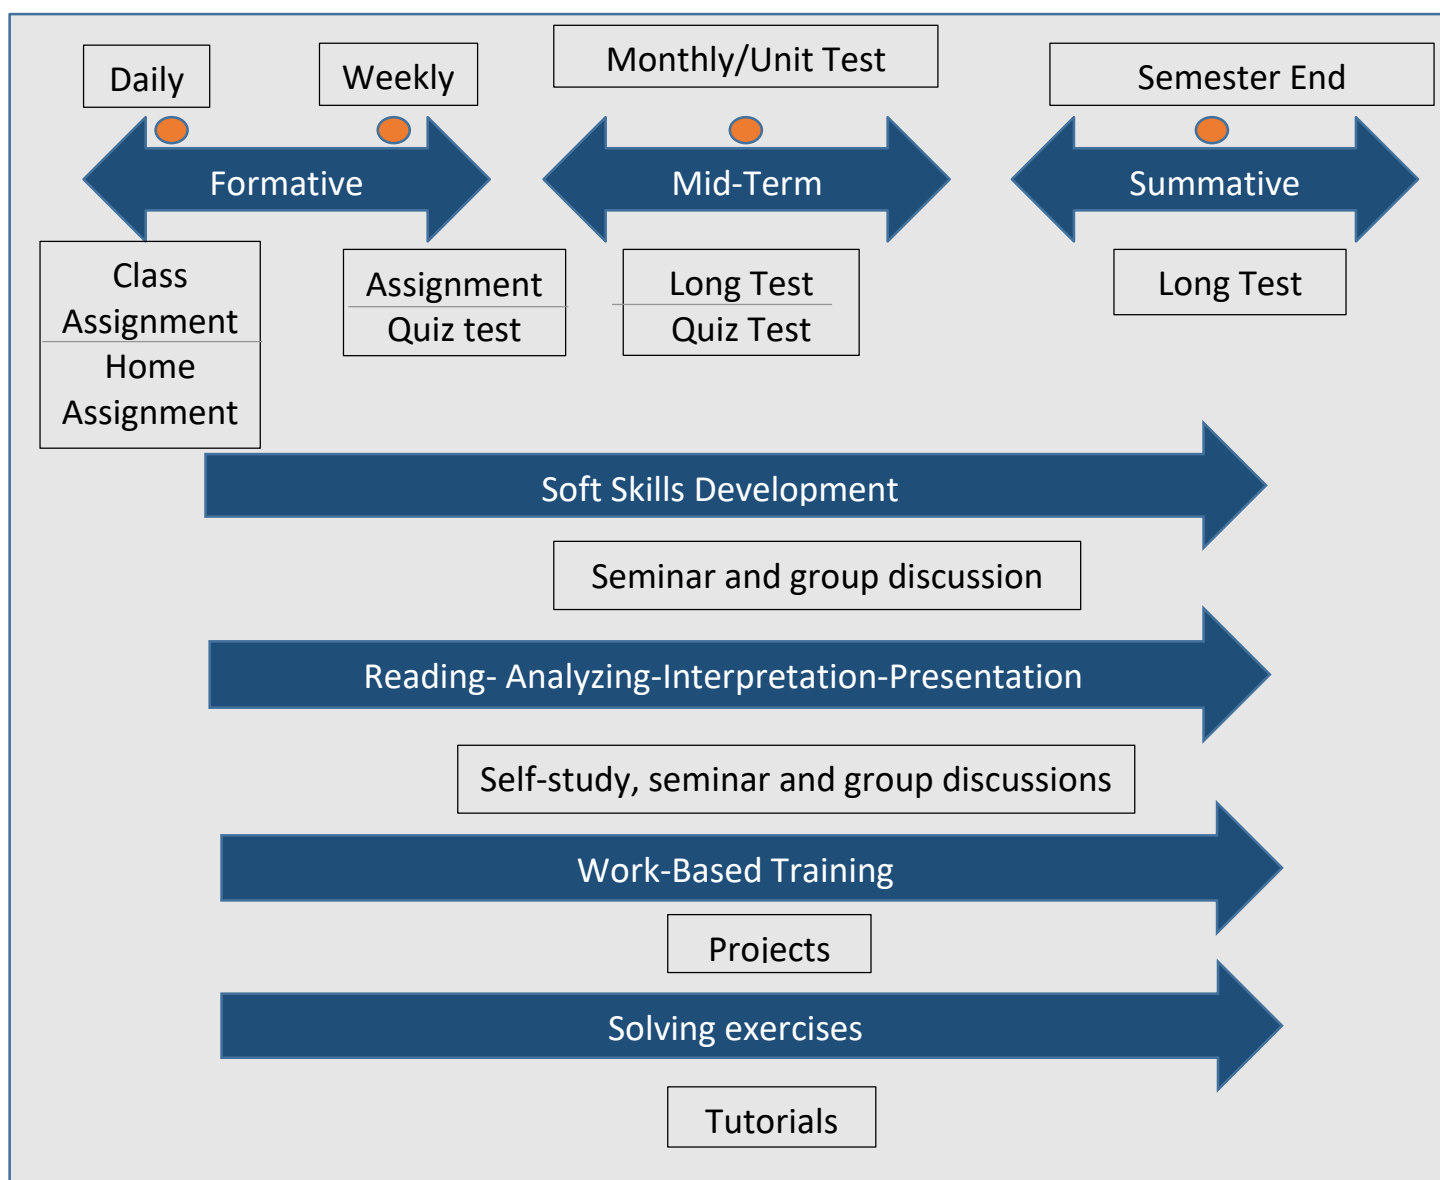 Daily
Weekly
Monthly/Unit Test
Semester End
Formative
Mid-Term
Summative
Class
Assignment
Home
Assignment
Assignment
Quiz test
Long Test
Quiz Test
Long Test
Soft Skills Development
Seminar and group discussion
Reading- Analyzing-Interpretation-Presentation
Self-study, seminar and group discussions
Work-Based Training
Projects
Solving exercises
Tutorials